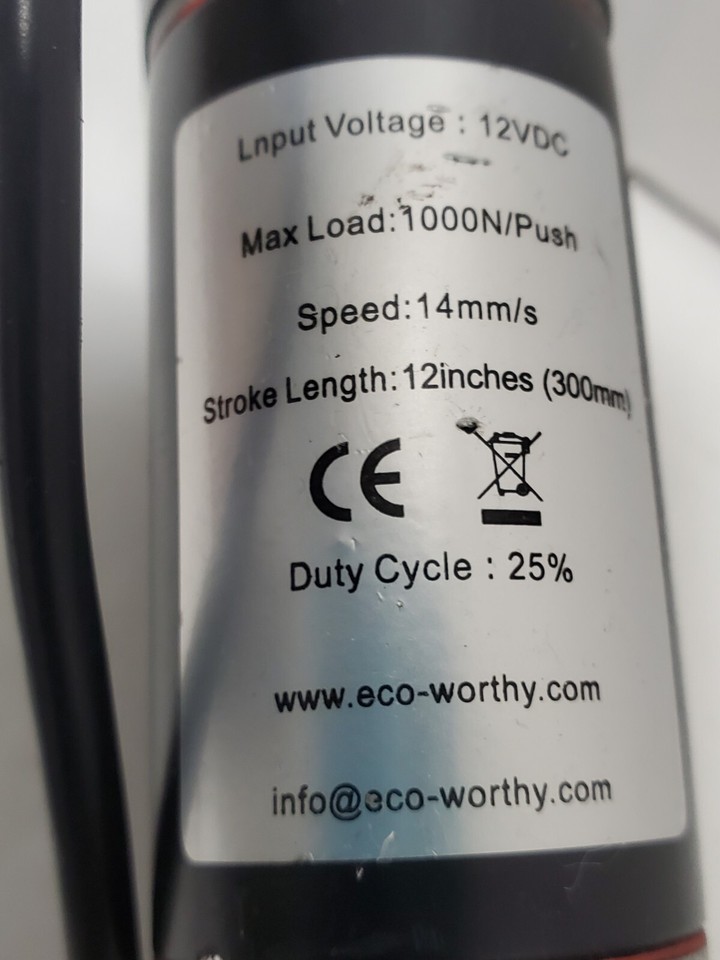 Lnput Voltage : 12VDC
Max Load:1000N/Push
Speed:14mm/s
Stroke Length:12inches (300mm)
CE
Duty Cycle : 25%
www.eco-worthy.com
info@eco-worthy.com